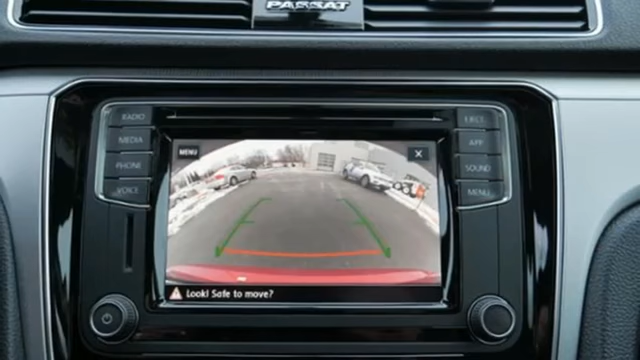 PASSAT
RADIO
MEDIA
PHONE
VOICE
MENU
X
Look! Safe to move?
EJECT
APP
SOUND
MENU